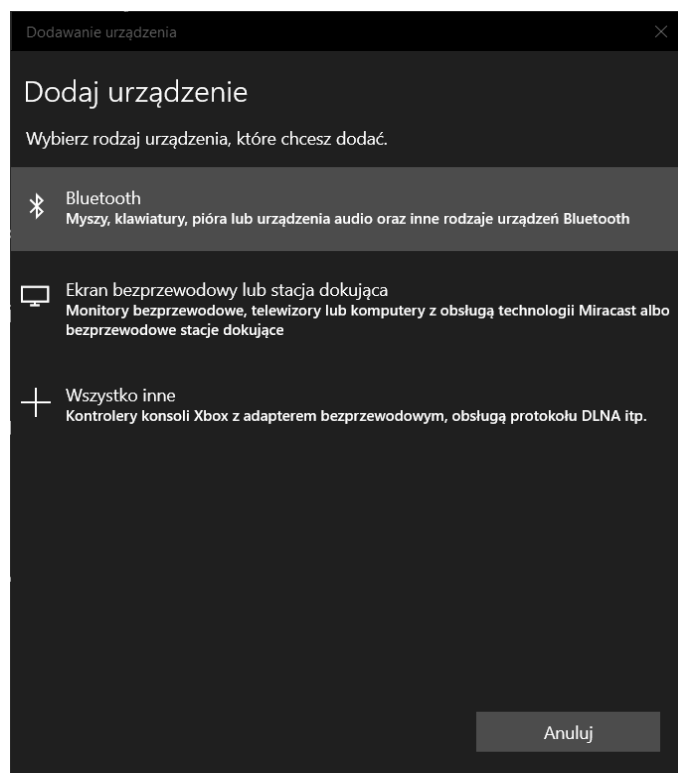 Dodawanie urządzenia
Dodaj urządzenie
Wybierz rodzaj urządzenia, które chcesz dodać.
Bluetooth
Myszy, klawiatury, pióra lub urządzenia audio oraz inne rodzaje urządzeń Bluetooth
Ekran bezprzewodowy lub stacja dokująca
Monitory bezprzewodowe, telewizory lub komputery z obsługą technologii Miracast albo
bezprzewodowe stacje dokujące
Wszystko inne
Kontrolery konsoli Xbox z adapterem bezprzewodowym, obsługą protokołu DLNA itp.
Anuluj